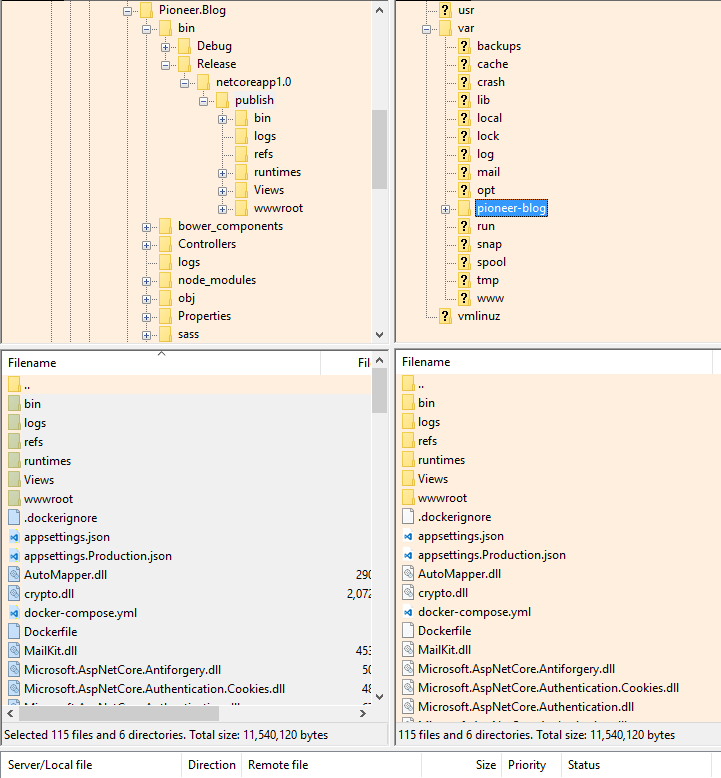 Pioneer.Blog
bin
Debug
Release
netcoreapp1.0
publish
bin
logs
refs
runtimes
Views
wwwroot
bower_components
Controllers
logs
node_modules
obj
Properties
sass
usr
var
backups
cache
crash
lib
local
lock
log
mail
opt
pioneer-blog
run
snap
spool
tmp
www
vmlinuz
Filename Fil
..
bin
logs
refs
runtimes
Views
wwwroot
.dockerignore
appsettings.json
appsettings.Production.json
AutoMapper.dll 290
crypto.dll 2,072
docker-compose.yml
Dockerfile
MailKit.dll 453
Microsoft.AspNetCore.Antiforgery.dll 50
Microsoft.AspNetCore.Authentication.Cookies.dll 48
Selected 115 files and 6 directories. Total size: 11,540,120 bytes
Filename
..
bin
logs
refs
runtimes
Views
wwwroot
.dockerignore
appsettings.json
appsettings.Production.json
AutoMapper.dll
crypto.dll
docker-compose.yml
Dockerfile
MailKit.dll
Microsoft.AspNetCore.Antiforgery.dll
Microsoft.AspNetCore.Authentication.Cookies.dll
Microsoft.AspNetCore.Authentication.dll
115 files and 6 directories. Total size: 11,540,120 bytes
Server/Local file Direction Remote file Size Priority Status